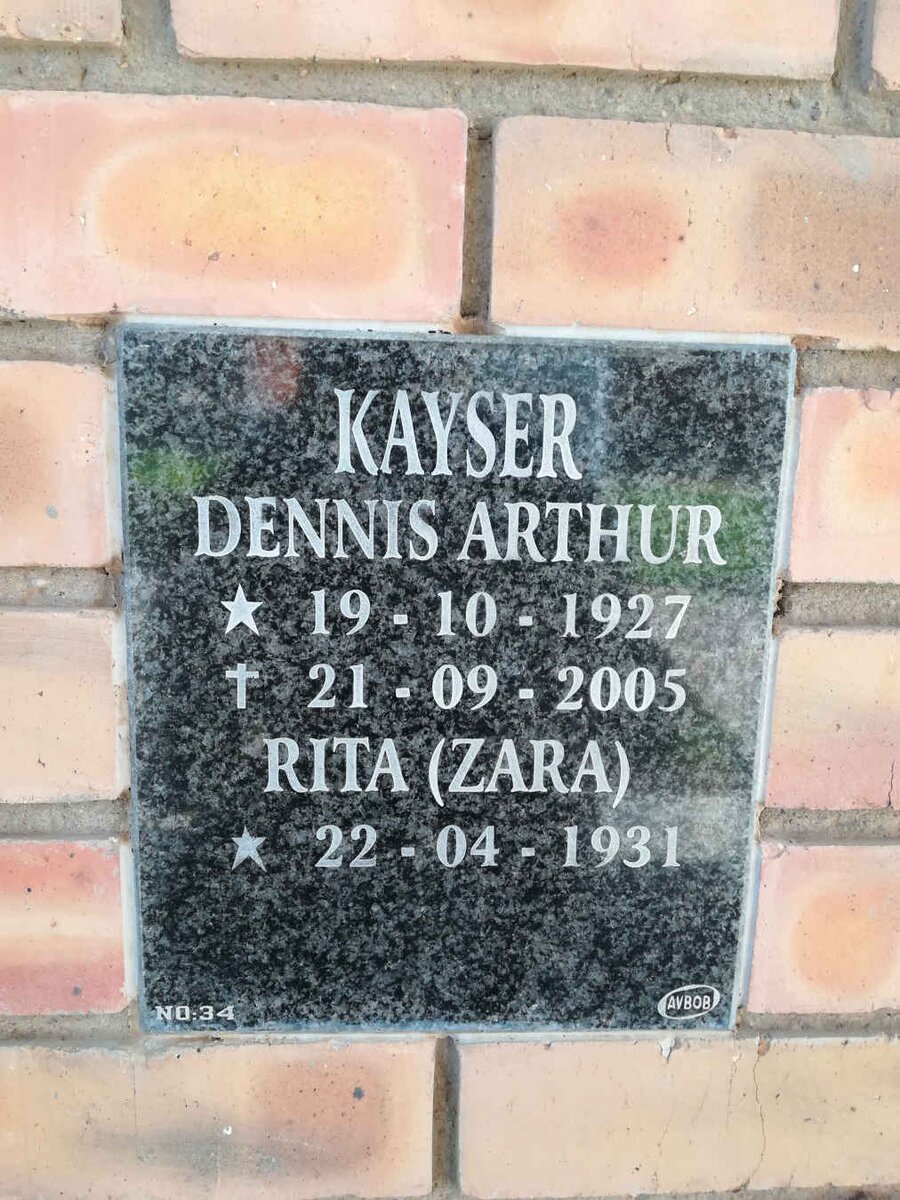 KAYSER
DENNIS ARTHUR
★ 19 - 10 - 1927
✝ 21 - 09 - 2005
RITA (ZARA)
★ 22 - 04 - 1931
NO:34
AVBOB